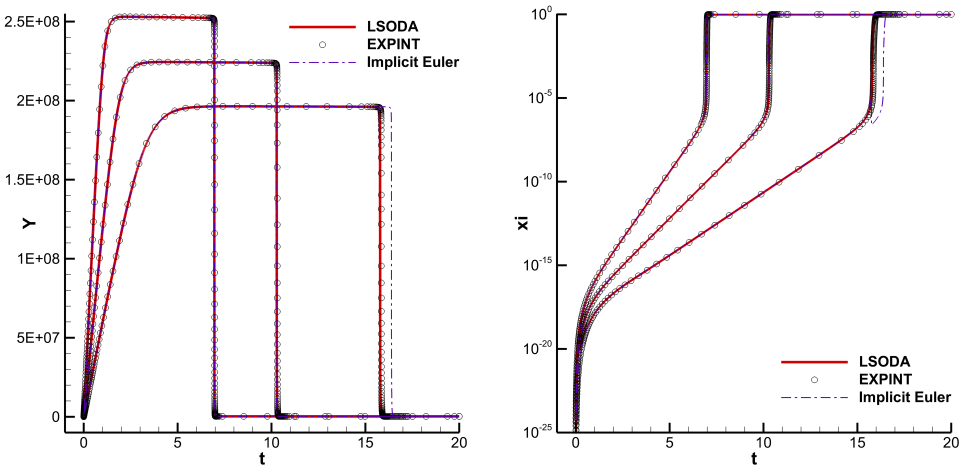 2.5E+08
2E+08
1.5E+08
1E+08
5E+07
0
Y
0
5
10
15
20
t
LSODA
EXPINT
Implicit Euler
10^0
10^-5
10^-10
10^-15
10^-20
10^-25
xi
0
5
10
15
20
t
LSODA
EXPINT
Implicit Euler